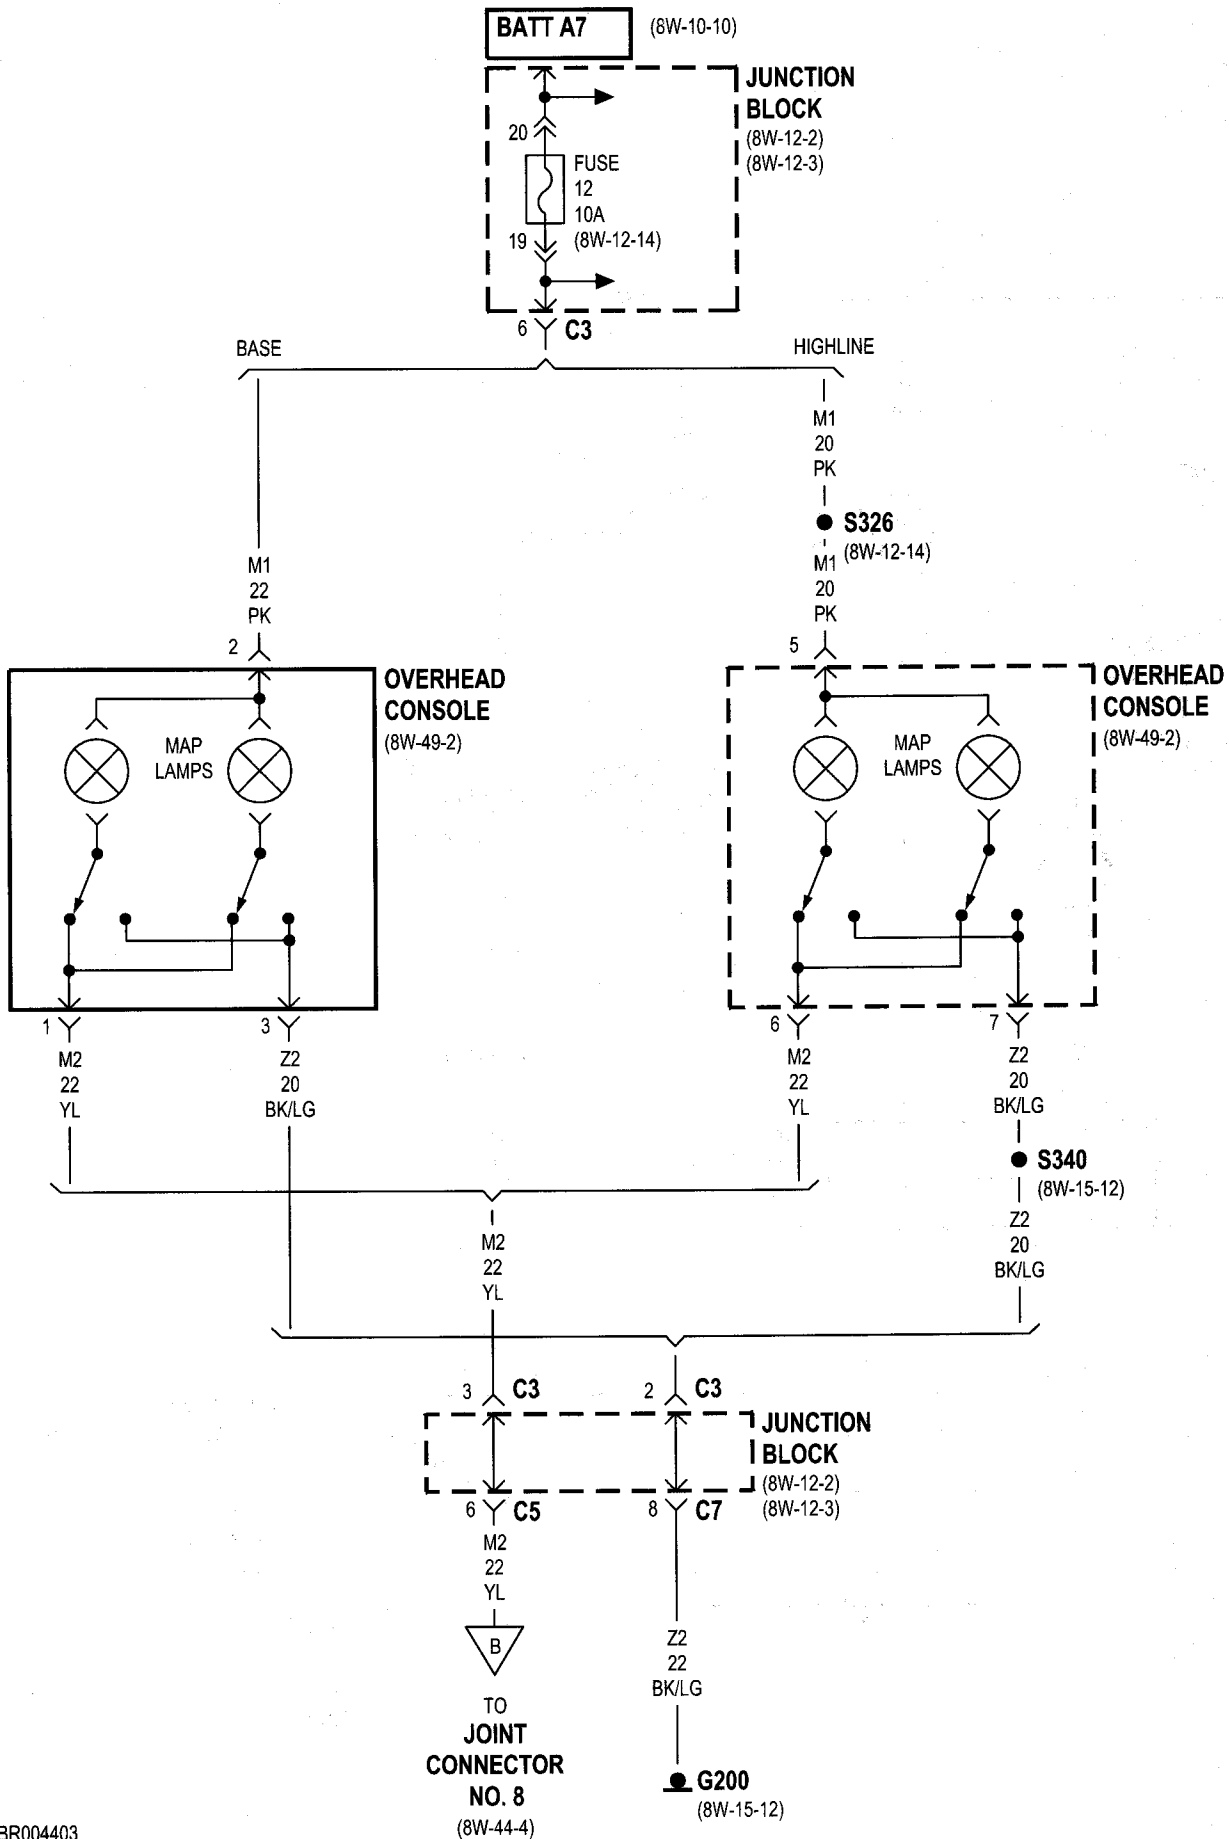 BATT A7
(8W-10-10)
JUNCTION
BLOCK
(8W-12-2)
(8W-12-3)
20
FUSE
12
10A
(8W-12-14)
19
6
C3
BASE
HIGHLINE
M1
20
PK
S326
(8W-12-14)
M1
20
PK
M1
22
PK
2
5
OVERHEAD
CONSOLE
(8W-49-2)
MAP
LAMPS
OVERHEAD
CONSOLE
(8W-49-2)
MAP
LAMPS
1
3
6
7
M2
22
YL
Z2
20
BK/LG
M2
22
YL
Z2
20
BK/LG
S340
(8W-15-12)
Z2
20
BK/LG
M2
22
YL
3
C3
2
C3
JUNCTION
BLOCK
(8W-12-2)
(8W-12-3)
6
C5
8
C7
M2
22
YL
B
TO
JOINT
CONNECTOR
NO. 8
(8W-44-4)
Z2
22
BK/LG
G200
(8W-15-12)
BR004403